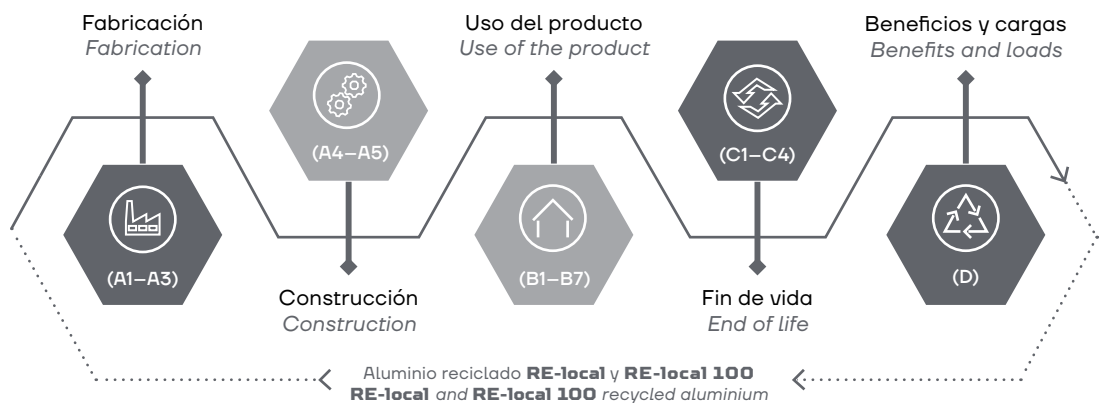 Fabricación
Fabrication
(A1–A3)
(A4–A5)
Construcción
Construction
Uso del producto
Use of the product
(B1–B7)
(C1–C4)
Fin de vida
End of life
Beneficios y cargas
Benefits and loads
(D)
Aluminio reciclado RE-local y RE-local 100
RE-local and RE-local 100 recycled aluminium